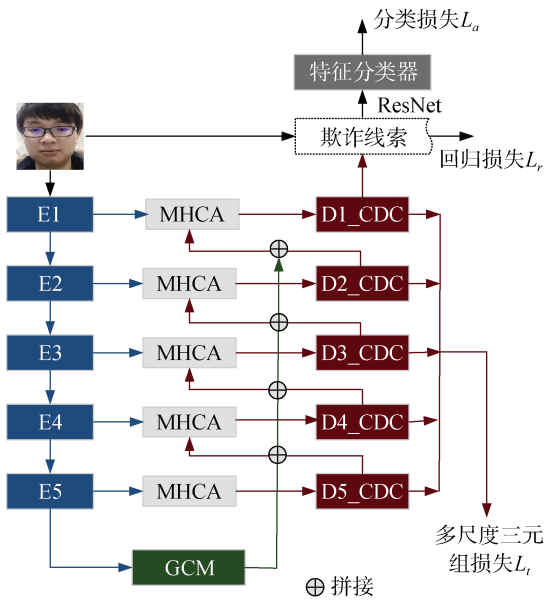 分类损失La
特征分类器
ResNet
欺诈线索
回归损失Lr
E1
MHCA
D1_CDC
E2
MHCA
D2_CDC
E3
MHCA
D3_CDC
E4
MHCA
D4_CDC
E5
MHCA
D5_CDC
多尺度三元
组损失Lt
GCM
⊕ 拼接